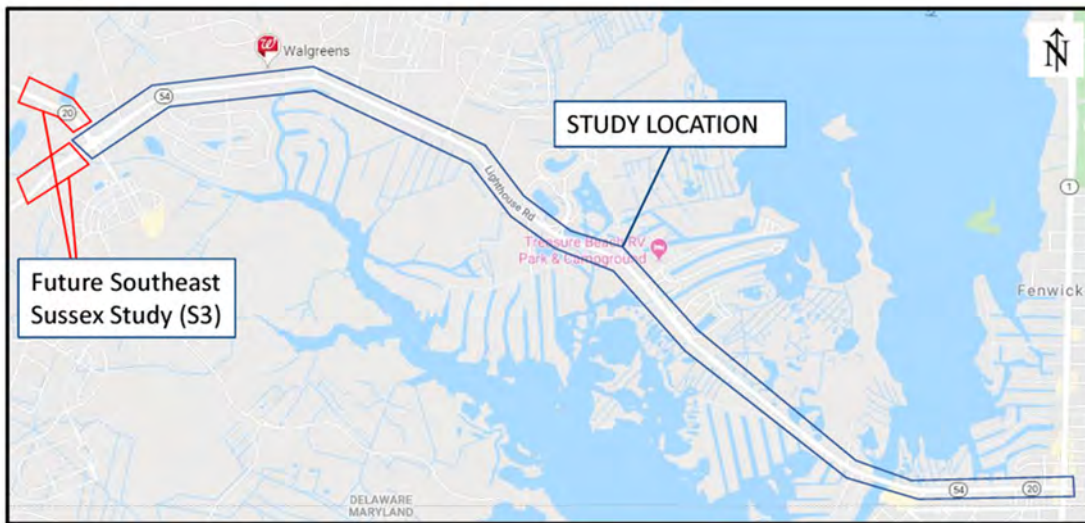 Walgreens
N
54
20
STUDY LOCATION
1
Lighthouse Rd
Treasure Beach RV
Park & Campground
Future Southeast
Sussex Study (S3)
Fenwick
DELAWARE
MARYLAND
54
20